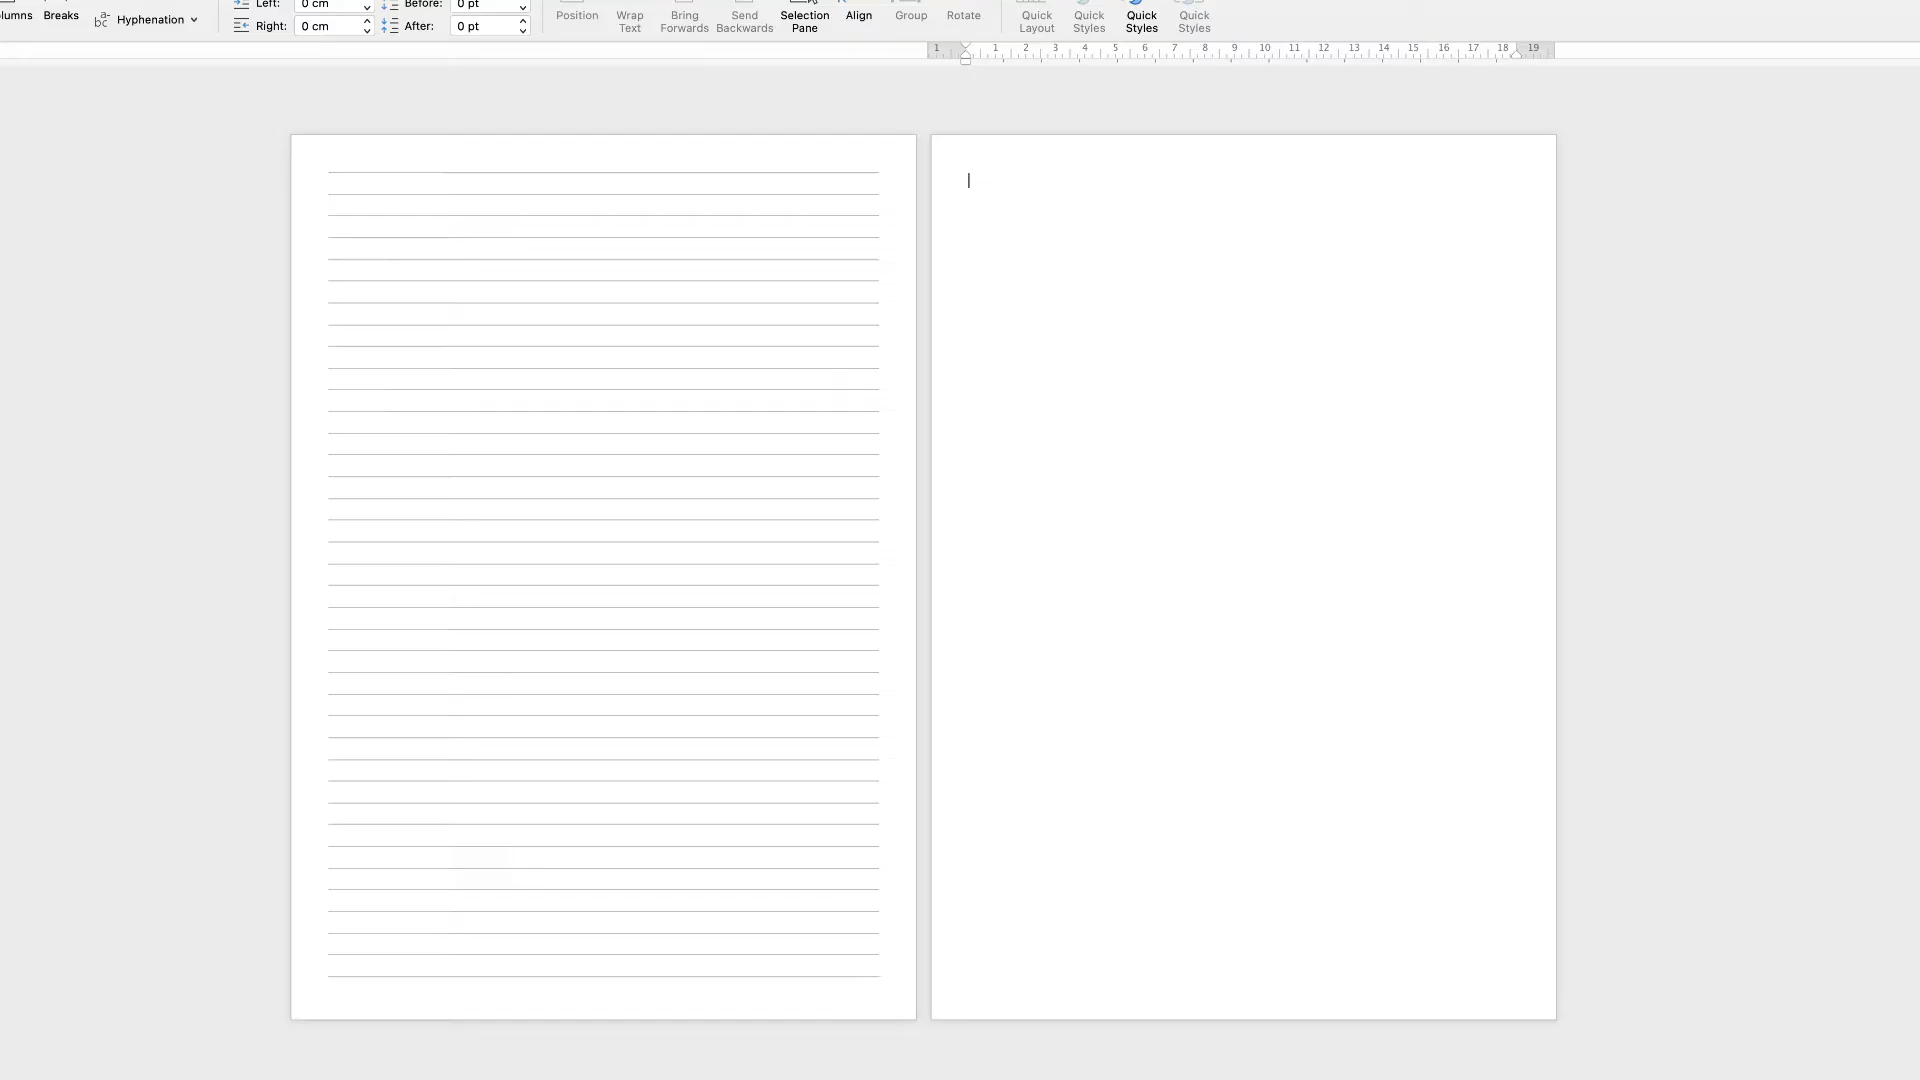 Left: 0 cm Before: 0 pt
Breaks Hyphenation Right: 0 cm After: 0 pt
Position Wrap Text Bring Forwards Send Backwards Selection Pane Align Group Rotate Quick Layout Quick Styles Quick Styles Quick Styles
1 1 2 3 4 5 6 7 8 9 10 11 12 13 14 15 16 17 18 19